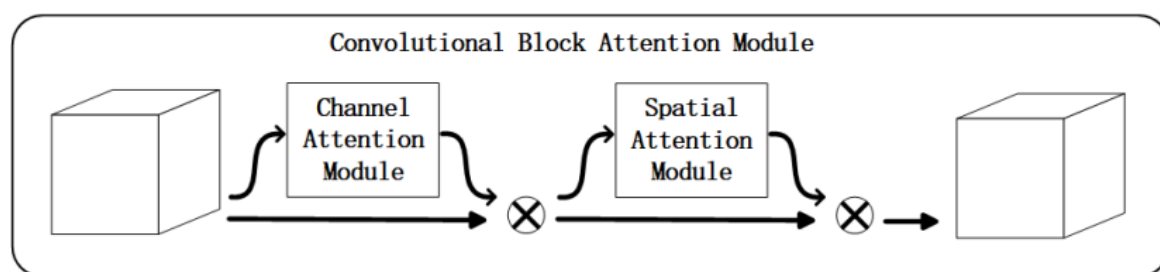 Convolutional Block Attention Module
Channel
Attention
Module
Spatial
Attention
Module